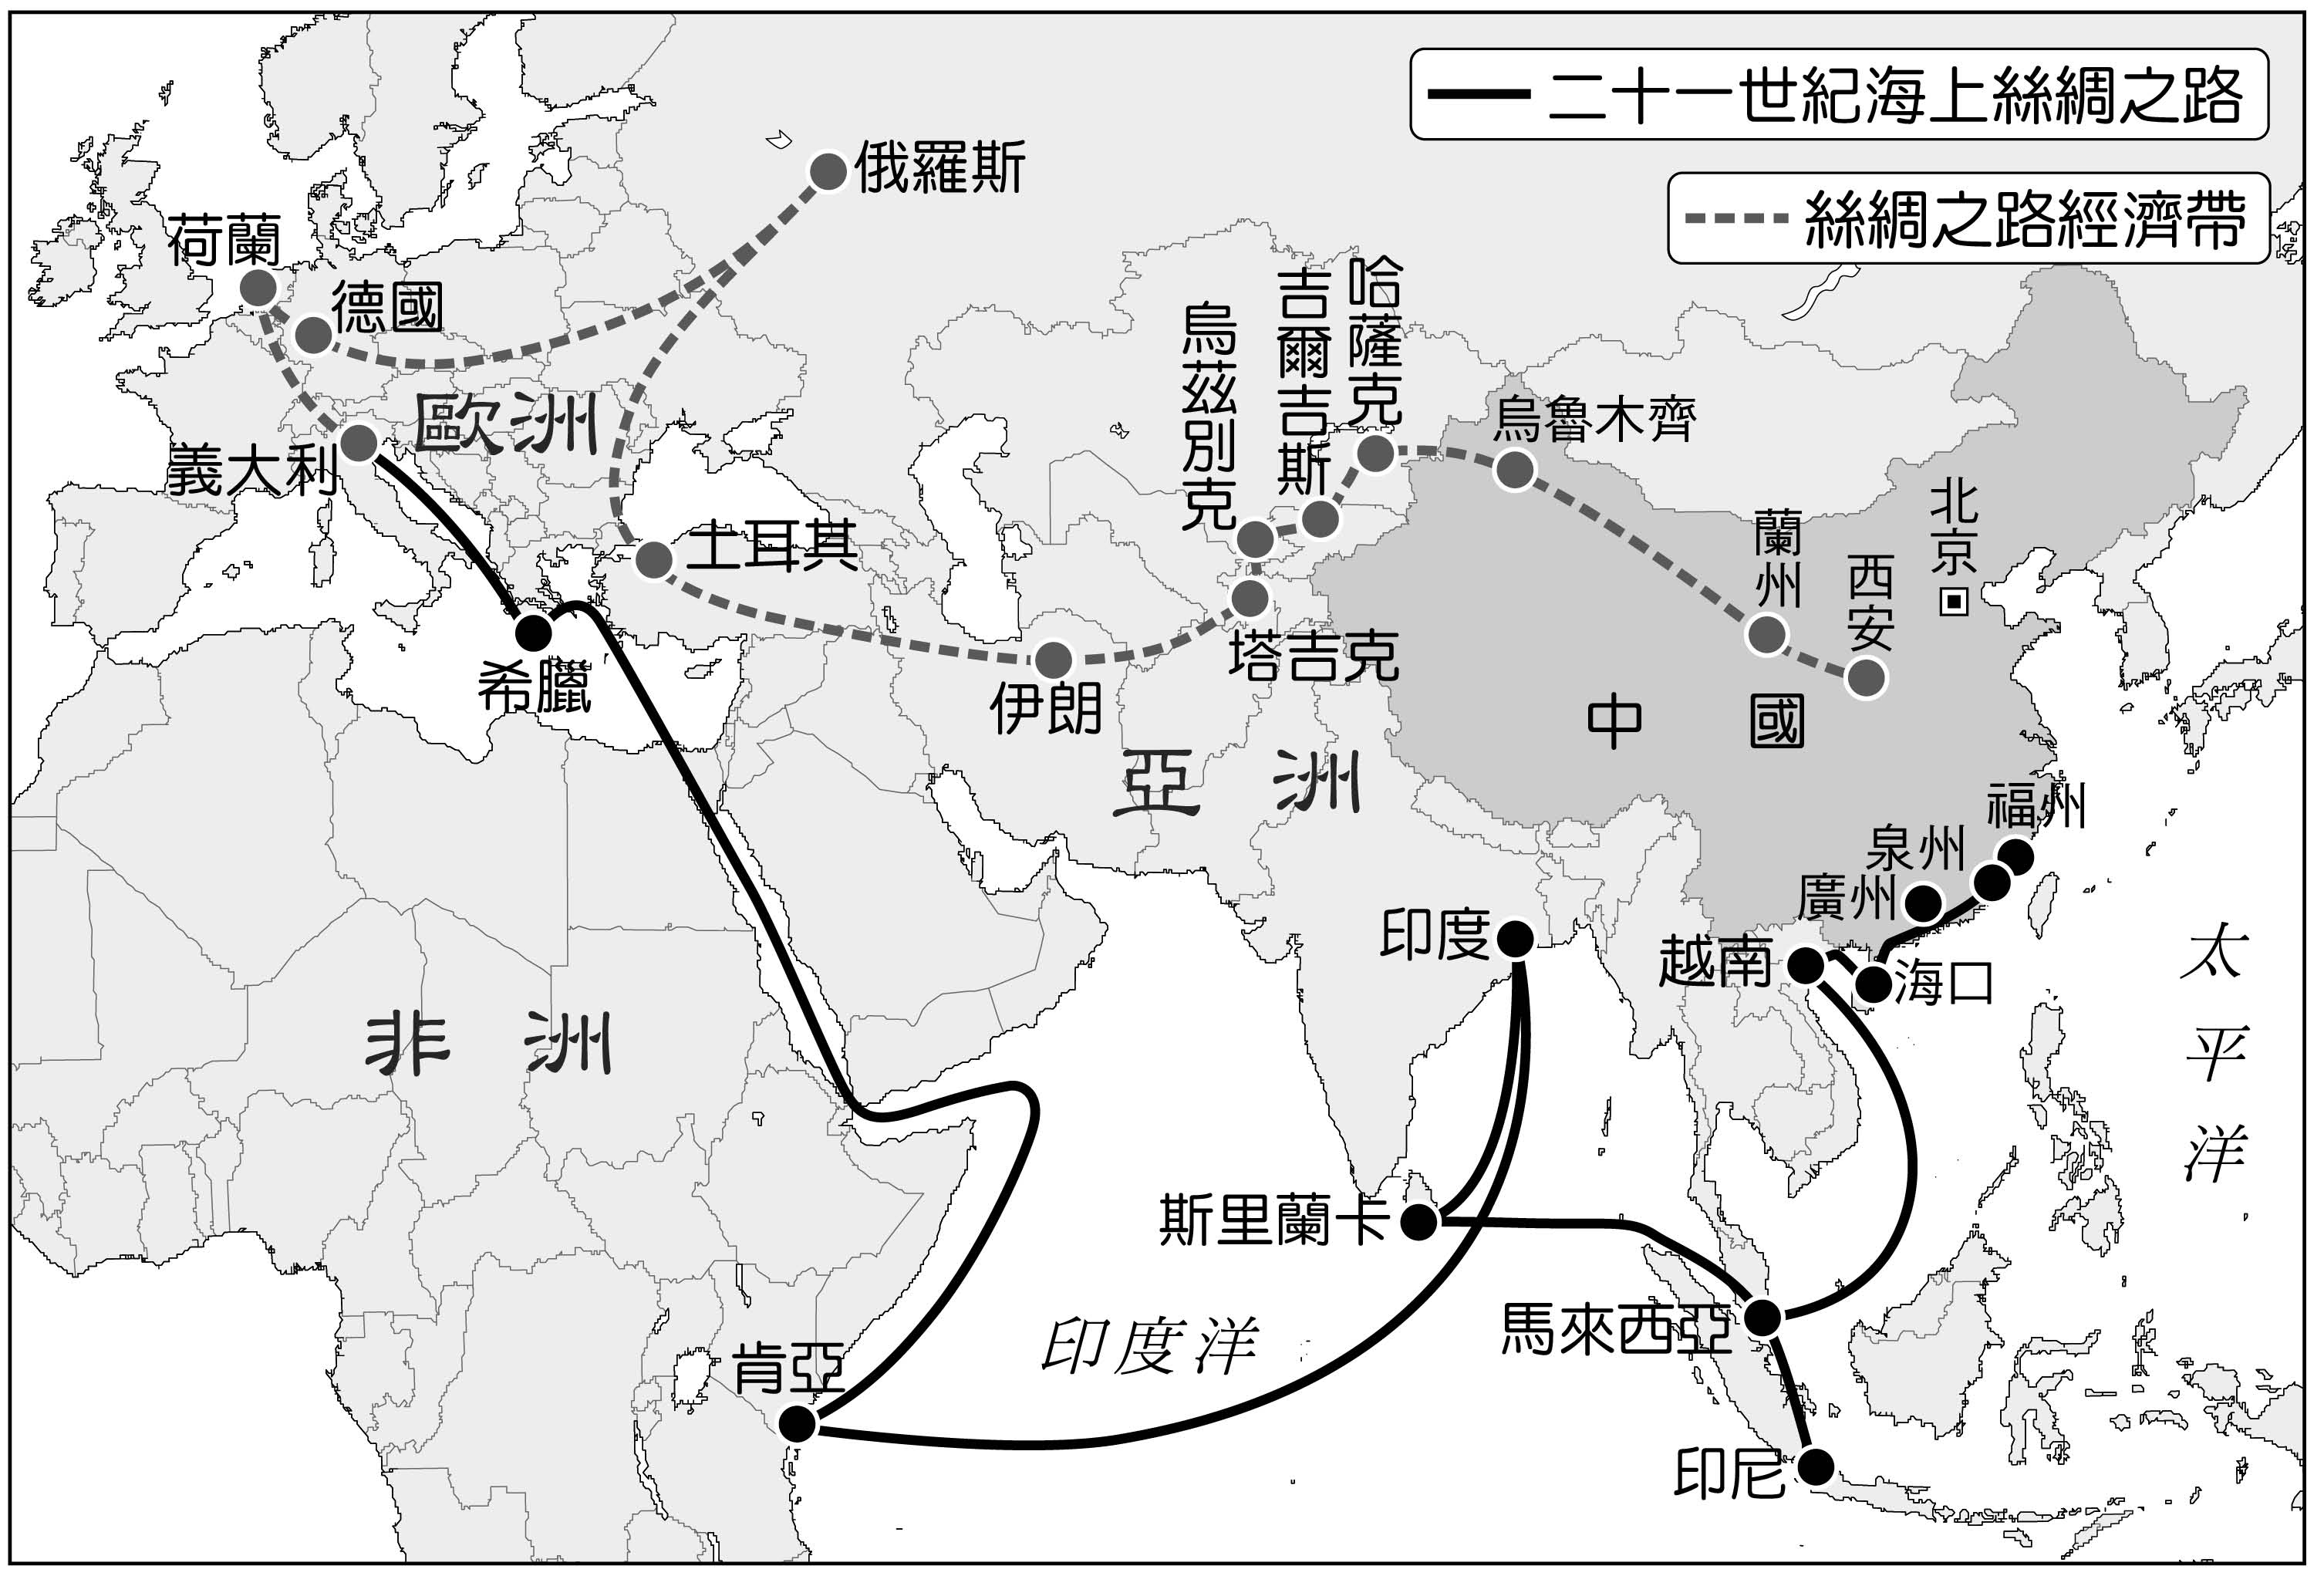 二十一世紀海上絲綢之路
絲綢之路經濟帶
俄羅斯
荷蘭
德國
哈薩克
吉爾吉斯
烏茲別克
烏魯木齊
歐洲
義大利
北京
蘭州
西安
土耳其
塔吉克
希臘
伊朗
中國
亞洲
福州
泉州
廣州
印度
越南
海口
太平洋
非洲
斯里蘭卡
馬來西亞
印度洋
肯亞
印尼